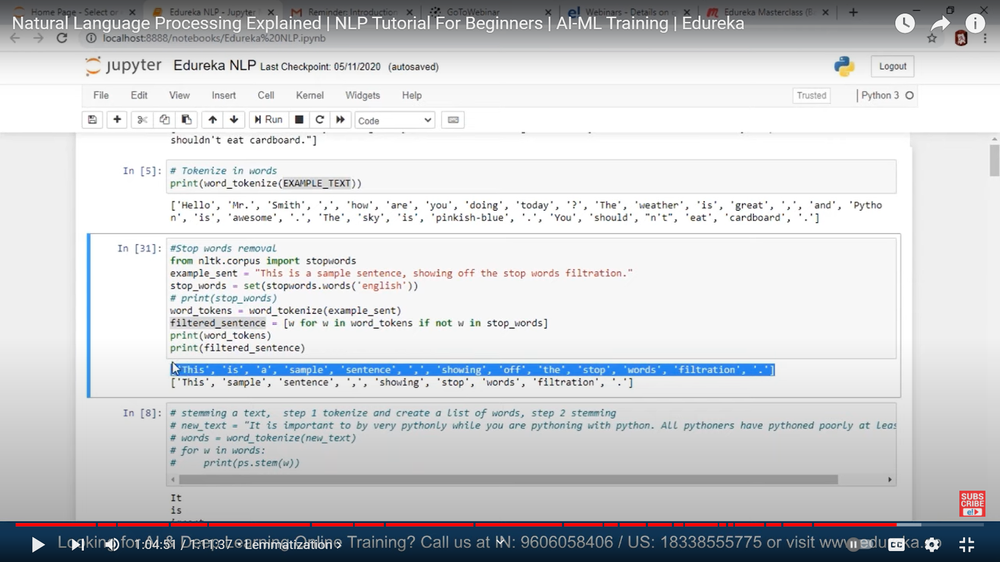 Home Page - Select or
Edureka NLP - Jupyter
Reminder: Introduction
GoToWebinar
Webinars - Details on
Edureka Masterclass (B
Natural Language Processing Explained | NLP Tutorial For Beginners | AI-ML Training | Edureka
localhost:8888/notebooks/Edureka%20NLP.ipynb
jupyter Edureka NLP Last Checkpoint: 05/11/2020 (autosaved)
Logout
File Edit View Insert Cell Kernel Widgets Help
Trusted
Python 3
Run
Code
shouldn't eat cardboard."]
In [5]: # Tokenize in words
print(word_tokenize(EXAMPLE_TEXT))
['Hello', 'Mr.', 'Smith', ',', 'how', 'are', 'you', 'doing', 'today', '?', 'The', 'weather', 'is', 'great', ',', 'and', 'Pytho
n', 'is', 'awesome', '.', 'The', 'sky', 'is', 'pinkish-blue', '.', 'You', 'should', "n't", 'eat', 'cardboard', '.']
In [31]: #Stop words removal
from nltk.corpus import stopwords
example_sent = "This is a sample sentence, showing off the stop words filtration."
stop_words = set(stopwords.words('english'))
# print(stop_words)
word_tokens = word_tokenize(example_sent)
filtered_sentence = [w for w in word_tokens if not w in stop_words]
print(word_tokens)
print(filtered_sentence)
['This', 'is', 'a', 'sample', 'sentence', ',', 'showing', 'off', 'the', 'stop', 'words', 'filtration', '.']
['This', 'sample', 'sentence', ',', 'showing', 'stop', 'words', 'filtration', '.']
In [8]: # stemming a text, step 1 tokenize and create a list of words, step 2 stemming
# new_text = "It is important to by very pythonly while you are pythoning with python. All pythoners have pythoned poorly at leas
# words = word_tokenize(new_text)
# for w in words:
# print(ps.stem(w))
It
is
SUBS
CRIBE
e!
Looking for AI & Deep Learning Online Training? Call us at IN: 9606058406 / US: 18338555775 or visit www.edureka.
1:04:51 / 1:11:37 • Lemmatization >
CC